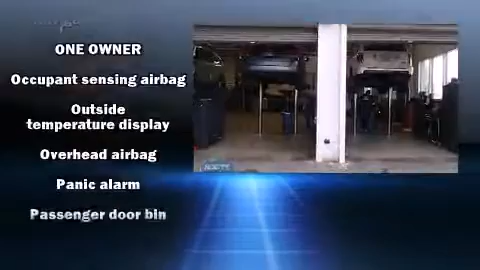 ONE OWNER
Occupant sensing airbag
Outside
temperature display
Overhead airbag
Panic alarm
Passenger door bin